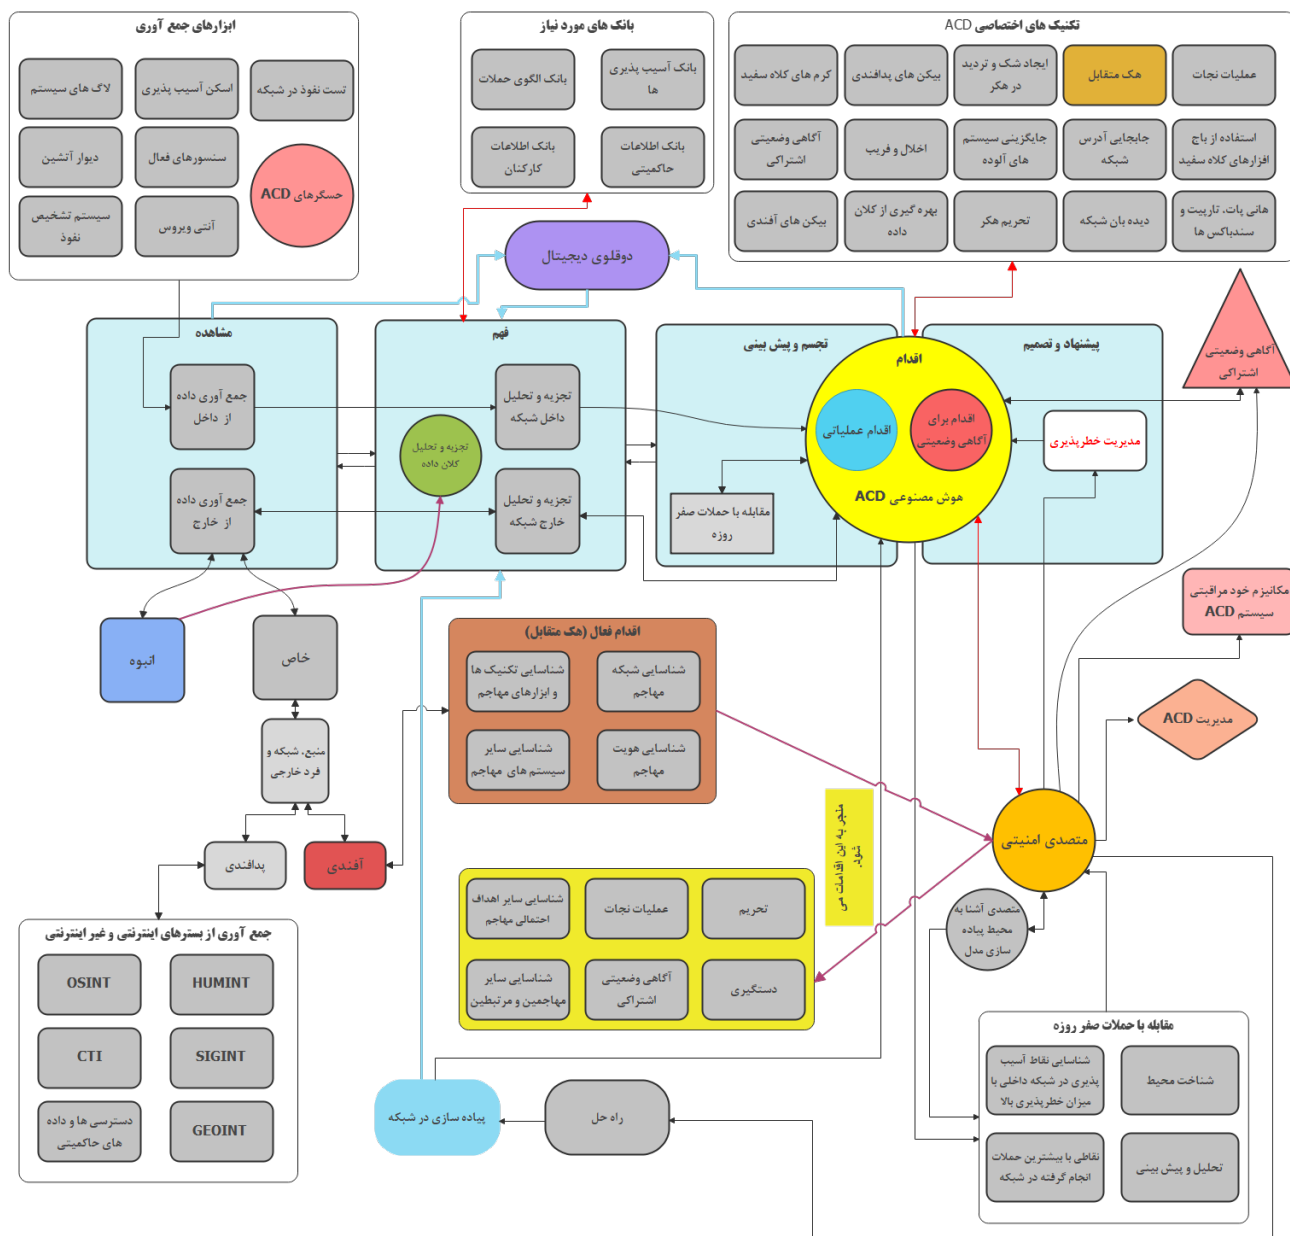 ابزارهای جمع آوری
لاگ های سیستم
اسکن آسیب پذیری
تست نفوذ در شبکه
دیوار آتشین
سنسورهای فعال
حسگرهای ACD
سیستم تشخیص
نفوذ
آنتی ویروس
بانک های مورد نیاز
بانک آسیب پذیری
ها
بانک الگوی حملات
بانک اطلاعات
حاکمیتی
بانک اطلاعات
کارکنان
تکنیک های اختصاصی ACD
عملیات نجات
هک متقابل
ایجاد شک و تردید
در هکر
بیکن های پدافندی
کرم های کلاه سفید
استفاده از باج
افزارهای کلاه سفید
جابجایی آدرس
شبکه
جایگزینی سیستم
های آلوده
اخلال و فریب
آگاهی وضعیتی
اشتراکی
هانی پات، تارپیت و
سندباکس ها
دیده بان شبکه
تحریم هکر
بهره گیری از کلان
داده
بیکن های آفندی
دوقلوی دیجیتال
مشاهده
جمع آوری داده
از داخل
جمع آوری داده
از خارج
فهم
تجزیه و تحلیل
داخل شبکه
تجزیه و تحلیل
کلان داده
تجزیه و تحلیل
خارج شبکه
تجسم و پیش بینی
مقابله با حملات صفر
روزه
اقدام
اقدام عملیاتی
اقدام برای
آگاهی وضعیتی
هوش مصنوعی ACD
پیشنهاد و تصمیم
مدیریت خطرپذیری
آگاهی وضعیتی
اشتراکی
مکانیزم خود مراقبتی
سیستم ACD
مدیریت ACD
متصدی امنیتی
متصدی آشنا به
محیط پیاده
سازی مدل
انبوه
خاص
منبع، شبکه و
فرد خارجی
پدافندی
آفندی
اقدام فعال (هک متقابل)
شناسایی شبکه
مهاجم
شناسایی تکنیک ها
و ابزارهای مهاجم
شناسایی هویت
مهاجم
شناسایی سایر
سیستم های مهاجم
منجر به این اقدامات می
شود.
تحریم
عملیات نجات
شناسایی سایر اهداف
احتمالی مهاجم
دستگیری
آگاهی وضعیتی
اشتراکی
شناسایی سایر
مهاجمین و مرتبطین
جمع آوری از بسترهای اینترنتی و غیر اینترنتی
OSINT
HUMINT
CTI
SIGINT
دسترسی ها و داده
های حاکمیتی
GEOINT
پیاده سازی در شبکه
راه حل
مقابله با حملات صفر روزه
شناخت محیط
شناسایی نقاط آسیب
پذیری در شبکه داخلی با
میزان خطرپذیری بالا
تحلیل و پیش بینی
نقاطی با بیشترین حملات
انجام گرفته در شبکه